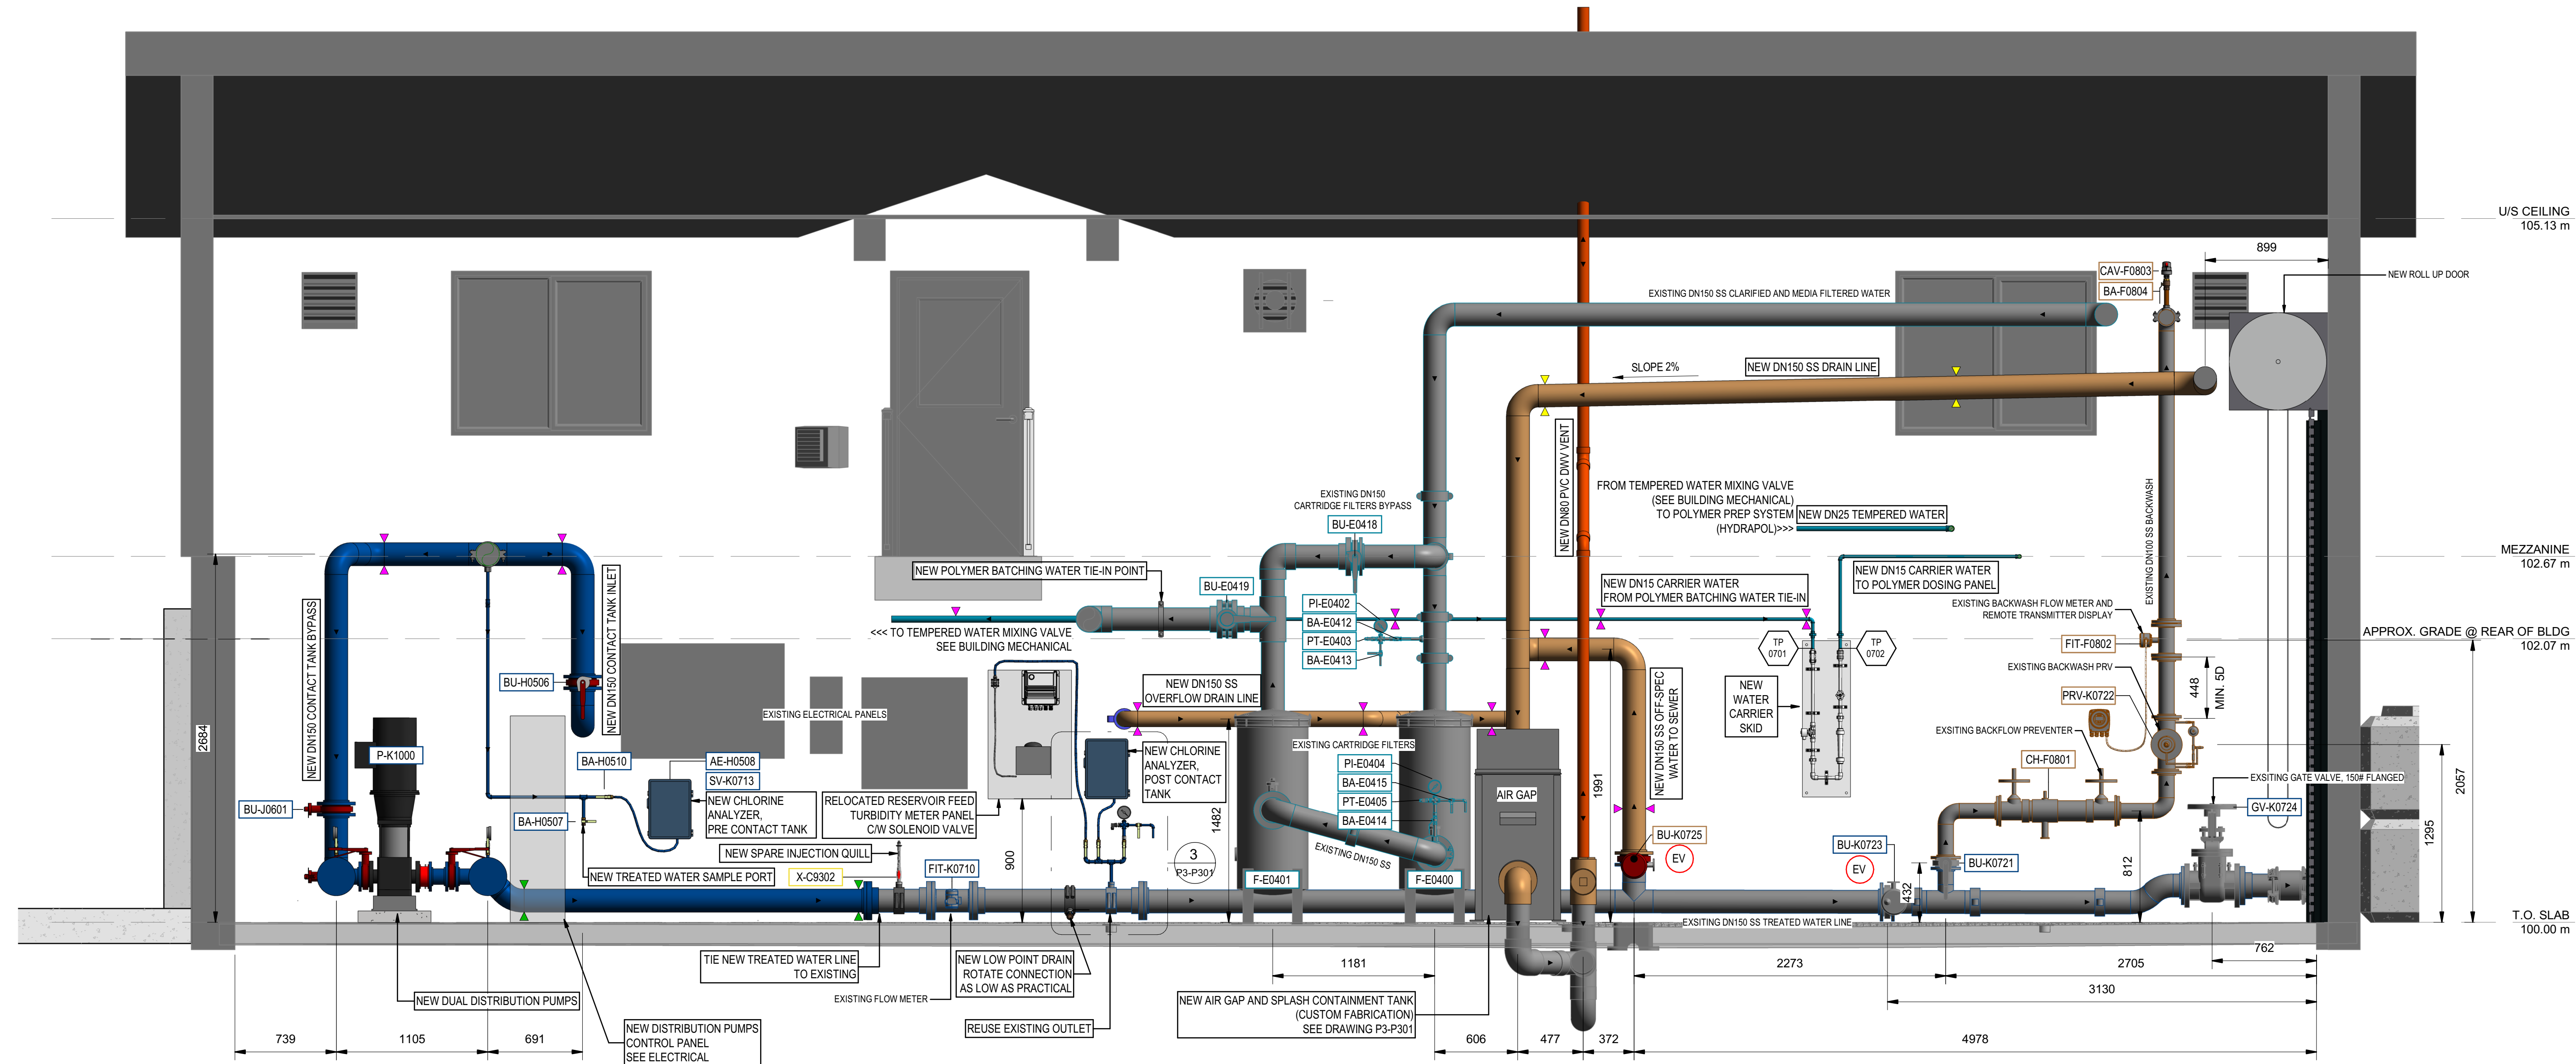 U/S CEILING
105.13 m
899
NEW ROLL UP DOOR
CAV-F0803
BA-F0804
EXISTING DN150 SS CLARIFIED AND MEDIA FILTERED WATER
SLOPE 2%
NEW DN150 SS DRAIN LINE
NEW DN80 PVC DWV VENT
EXISTING DN150
CARTRIDGE FILTERS BYPASS
BU-E0418
FROM TEMPERED WATER MIXING VALVE
(SEE BUILDING MECHANICAL)
TO POLYMER PREP SYSTEM
(HYDRAPOL)>>>
NEW DN25 TEMPERED WATER
EXISTING DN100 SS BACKWASH
MEZZANINE
102.67 m
NEW POLYMER BATCHING WATER TIE-IN POINT
BU-E0419
NEW DN15 CARRIER WATER
FROM POLYMER BATCHING WATER TIE-IN
NEW DN15 CARRIER WATER
TO POLYMER DOSING PANEL
PI-E0402
BA-E0412
PT-E0403
BA-E0413
<<< TO TEMPERED WATER MIXING VALVE
SEE BUILDING MECHANICAL
EXISTING BACKWASH FLOW METER AND
REMOTE TRANSMITTER DISPLAY
FIT-F0802
APPROX. GRADE @ REAR OF BLDG
102.07 m
TP
0701
TP
0702
EXISTING BACKWASH PRV
PRV-K0722
448
MIN. 5D
NEW
WATER
CARRIER
SKID
NEW DN150 CONTACT TANK BYPASS
NEW DN150 CONTACT TANK INLET
BU-H0506
2684
P-K1000
BU-J0601
EXISTING ELECTRICAL PANELS
BA-H0510
AE-H0508
SV-K0713
BA-H0507
NEW CHLORINE
ANALYZER,
PRE CONTACT TANK
NEW TREATED WATER SAMPLE PORT
RELOCATED RESERVOIR FEED
TURBIDITY METER PANEL
C/W SOLENOID VALVE
NEW DN150 SS
OVERFLOW DRAIN LINE
NEW CHLORINE
ANALYZER,
POST CONTACT
TANK
1482
900
3
P3-P301
EXISTING CARTRIDGE FILTERS
PI-E0404
BA-E0415
PT-E0405
BA-E0414
EXISTING DN150 SS
F-E0401
F-E0400
AIR GAP
1991
NEW DN150 SS OFF-SPEC
WATER TO SEWER
BU-K0725
EV
EXSITING BACKFLOW PREVENTER
CH-F0801
EXSITING GATE VALVE, 150# FLANGED
GV-K0724
2057
1295
812
BU-K0723
EV
BU-K0721
432
NEW SPARE INJECTION QUILL
X-C9302
FIT-K0710
EXSITING DN150 SS TREATED WATER LINE
T.O. SLAB
100.00 m
762
TIE NEW TREATED WATER LINE
TO EXISTING
NEW LOW POINT DRAIN
ROTATE CONNECTION
AS LOW AS PRACTICAL
1181
2273
2705
3130
NEW DUAL DISTRIBUTION PUMPS
EXISTING FLOW METER
REUSE EXISTING OUTLET
NEW AIR GAP AND SPLASH CONTAINMENT TANK
(CUSTOM FABRICATION)
SEE DRAWING P3-P301
NEW DISTRIBUTION PUMPS
CONTROL PANEL
SEE ELECTRICAL
739
1105
691
606
477
372
4978